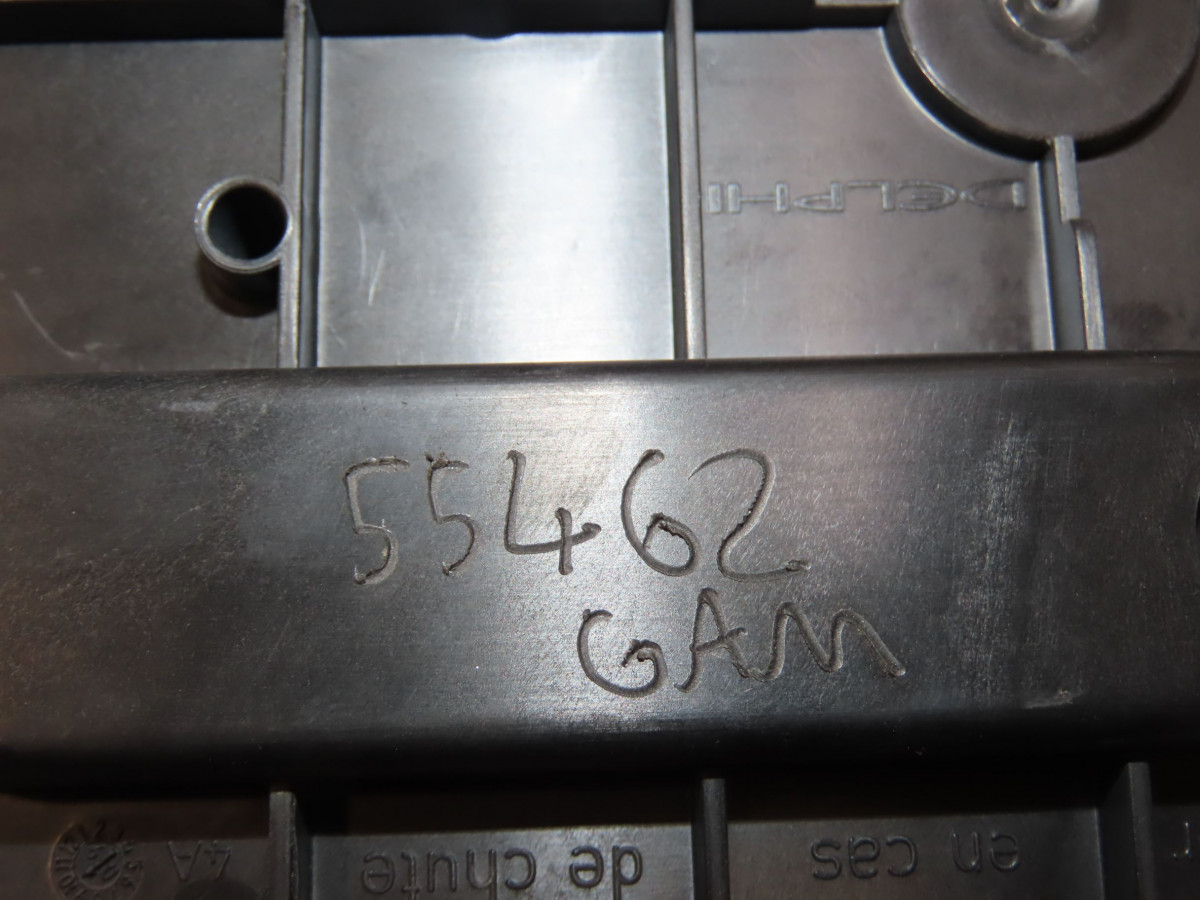 DELPHI
55462
GAM
4A de chute en cas